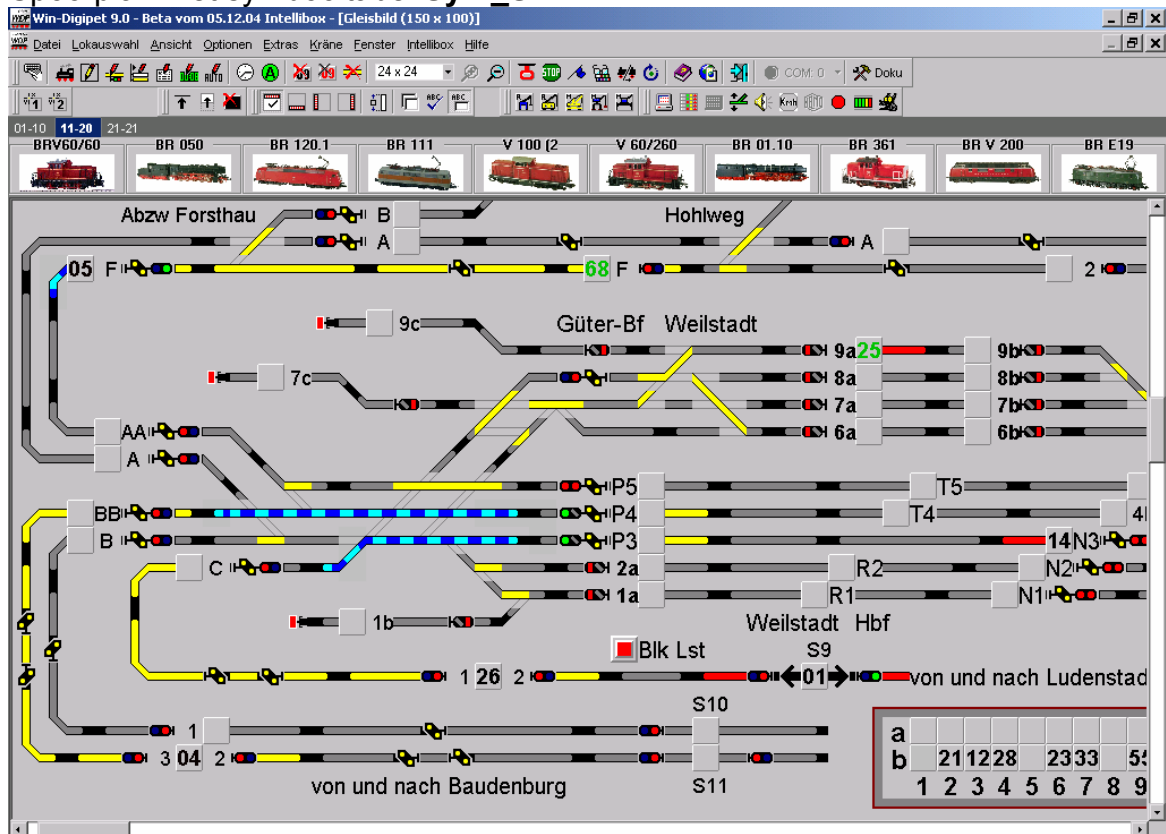 Win-Digipet 9.0 - Beta vom 05.12.04 Intellibox - [Gleisbild (150 x 100)]
Datei Lokauswahl Ansicht Optionen Extras Kräne Fenster Intellibox Hilfe
24 x 24 STOP COM: 0 Doku
01-10 11-20 21-21
BRV60/60 BR 050 BR 120.1 BR 111 V 100 (2 V 60/260 BR 01.10 BR 361 BR V 200 BR E19
Abzw Forsthau B Hohlweg
A A
05 F 68 F 2
9c Güter-Bf Weilstadt
9a 25 9b
7c 8a 8b
7a 7b
AA 6a 6b
A
P5 T5
BB P4 T4
B P3 14 N3
C 2a R2 N2
1a R1 N1
1b Weilstadt Hbf
Blk Lst S9
1 26 2 01 von und nach Ludenstad
S10
1 a
3 04 2 b 21 12 28 23 33
von und nach Baudenburg S11 1 2 3 4 5 6 7 8 9